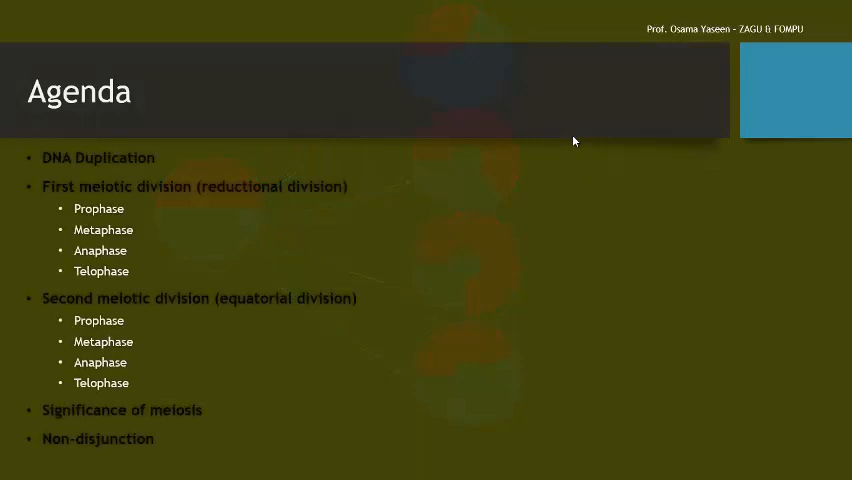 Prof. Osama Yaseen – ZAGU & FOMPU
Agenda
• DNA Duplication
• First meiotic division (reductional division)
• Prophase
• Metaphase
• Anaphase
• Telophase
• Second meiotic division (equatorial division)
• Prophase
• Metaphase
• Anaphase
• Telophase
• Significance of meiosis
• Non-disjunction